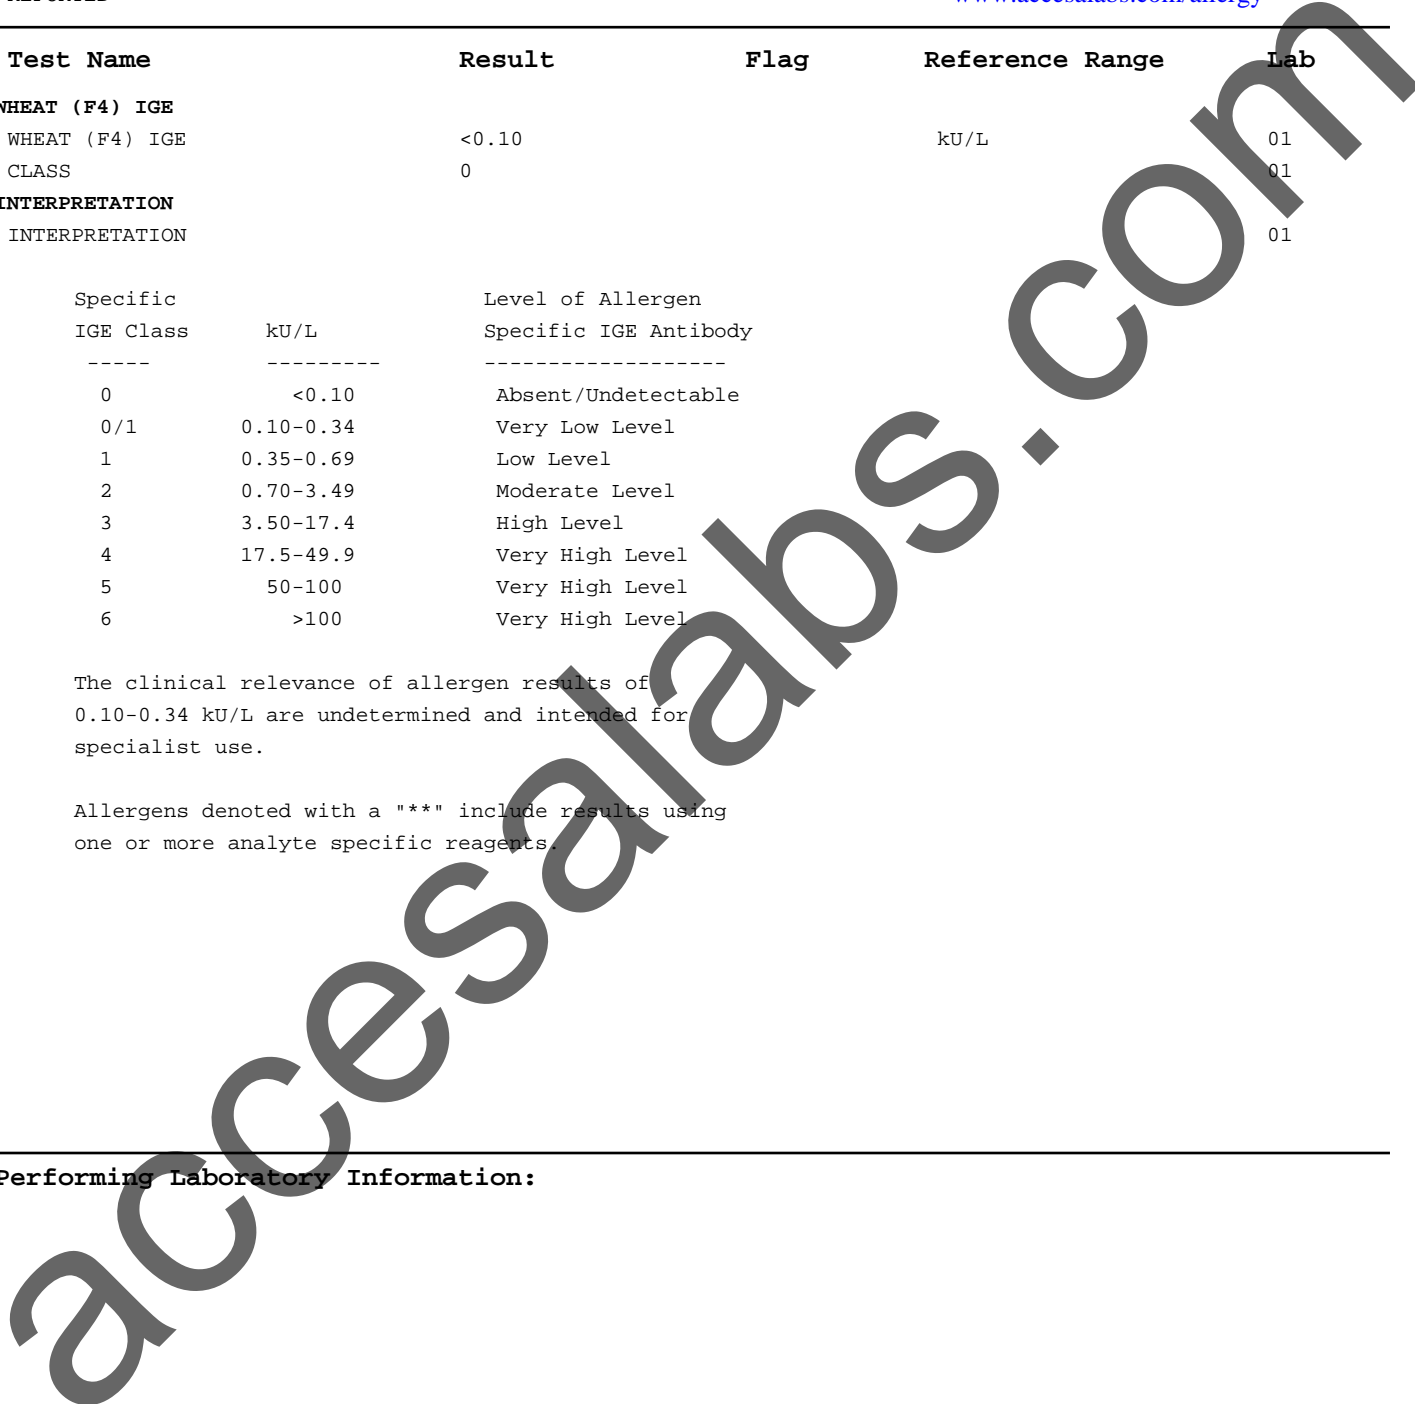 www.accesalabs.com/allergy
Test Name Result Flag Reference Range Lab
WHEAT (F4) IGE
WHEAT (F4) IGE <0.10 kU/L 01
CLASS 0 01
INTERPRETATION
INTERPRETATION 01
Specific Level of Allergen
IGE Class kU/L Specific IGE Antibody
----- --------- -------------------
0 <0.10 Absent/Undetectable
0/1 0.10-0.34 Very Low Level
1 0.35-0.69 Low Level
2 0.70-3.49 Moderate Level
3 3.50-17.4 High Level
4 17.5-49.9 Very High Level
5 50-100 Very High Level
6 >100 Very High Level
The clinical relevance of allergen results of
0.10-0.34 kU/L are undetermined and intended for
specialist use.
Allergens denoted with a "**" include results using
one or more analyte specific reagents.
Performing Laboratory Information:
accesalabs.com